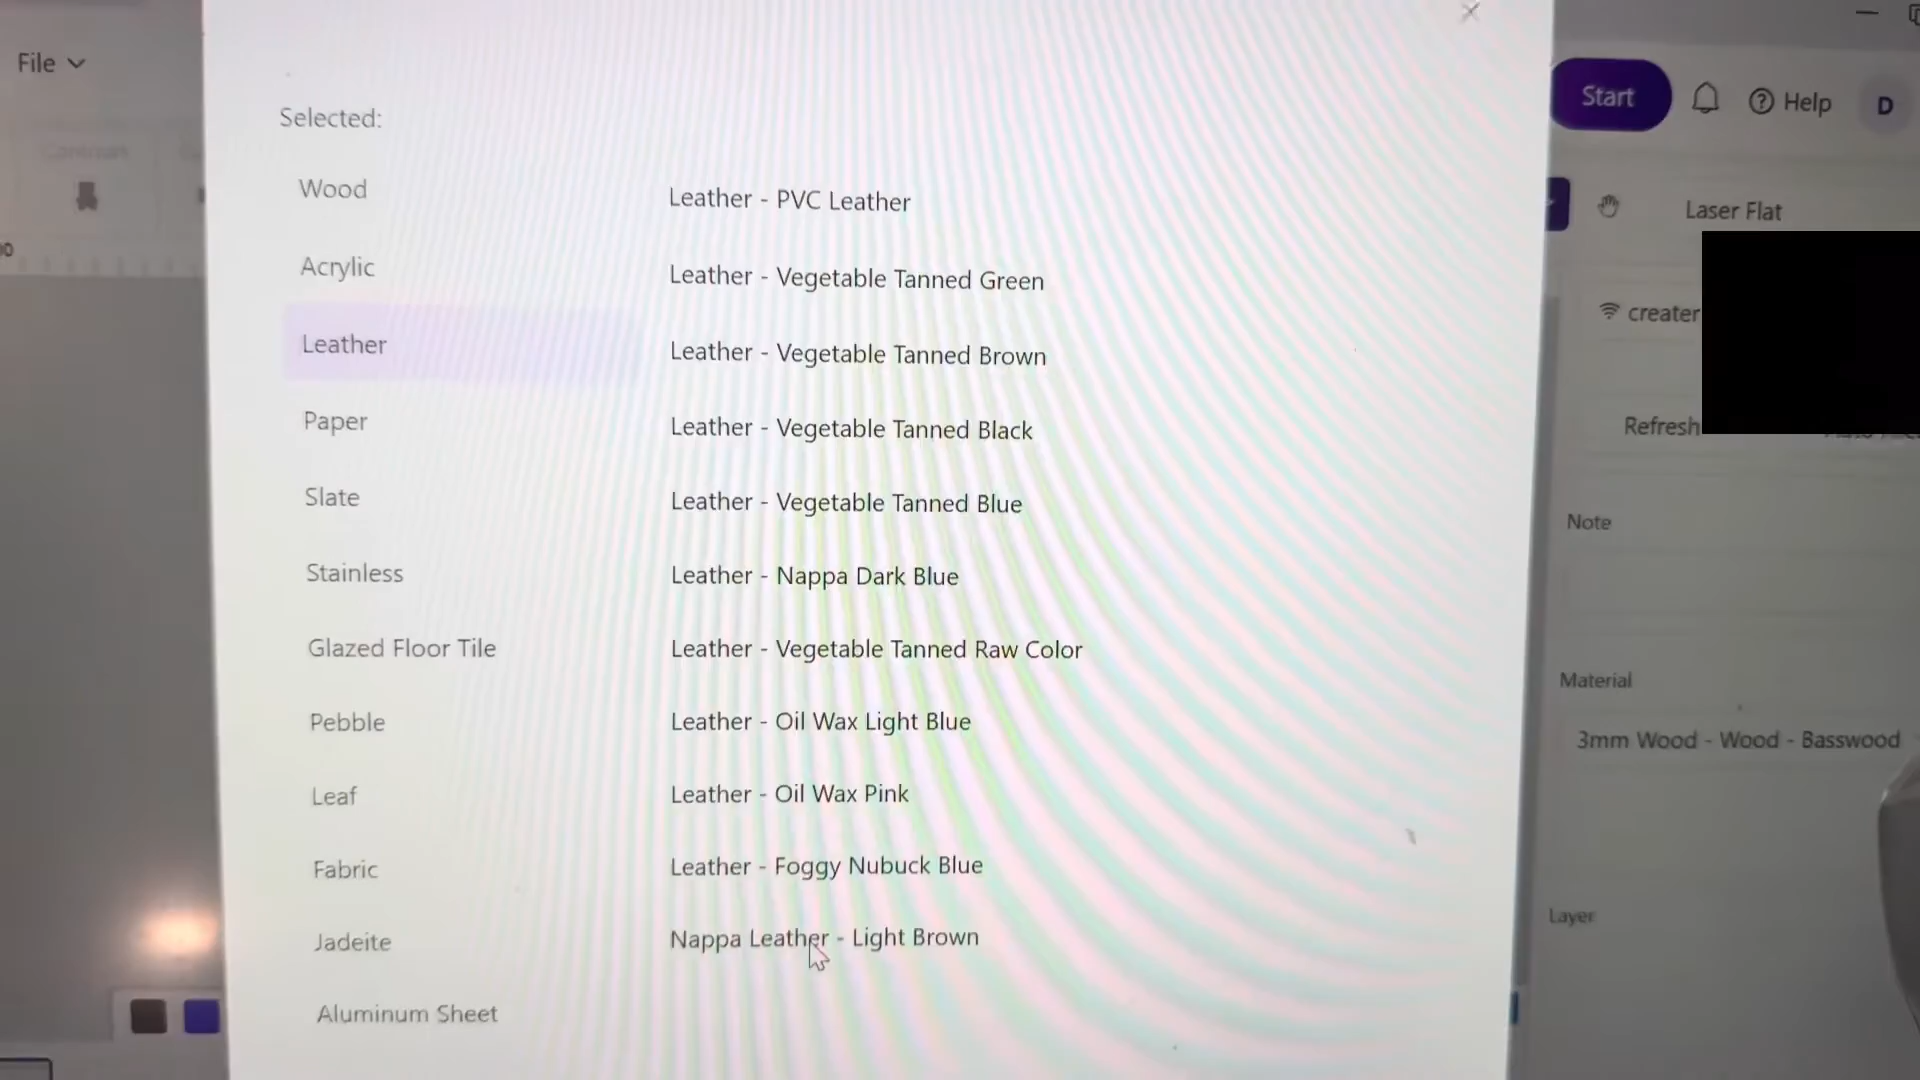 File
Selected:
Wood
Acrylic
Leather
Paper
Slate
Stainless
Glazed Floor Tile
Pebble
Leaf
Fabric
Jadeite
Aluminum Sheet
Leather - PVC Leather
Leather - Vegetable Tanned Green
Leather - Vegetable Tanned Brown
Leather - Vegetable Tanned Black
Leather - Vegetable Tanned Blue
Leather - Nappa Dark Blue
Leather - Vegetable Tanned Raw Color
Leather - Oil Wax Light Blue
Leather - Oil Wax Pink
Leather - Foggy Nubuck Blue
Nappa Leather - Light Brown
Start
Help
D
Laser Flat
creater
Refresh
Note
Material
3mm Wood - Wood - Basswood
Layer